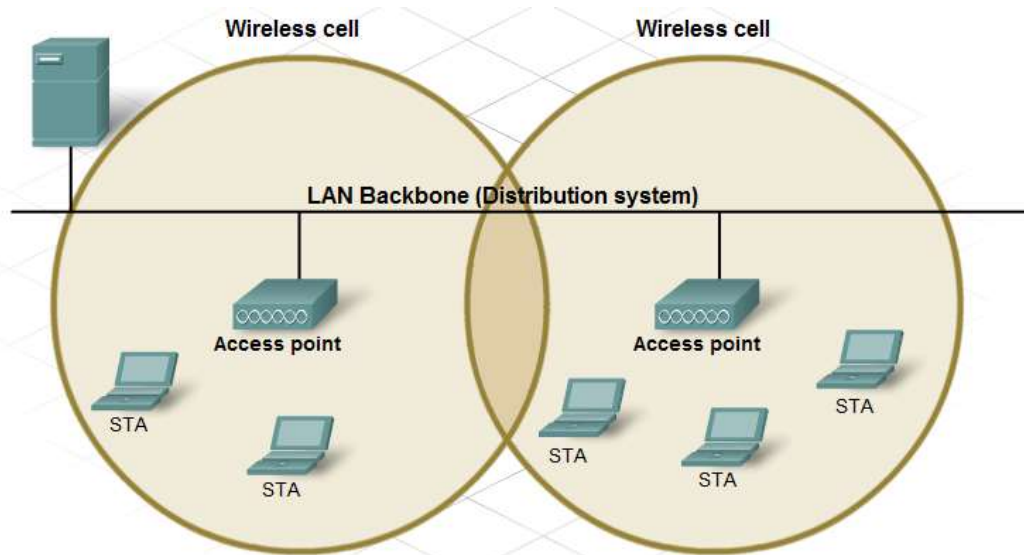 Wireless cell
Wireless cell
LAN Backbone (Distribution system)
Access point
Access point
STA
STA
STA
STA
STA